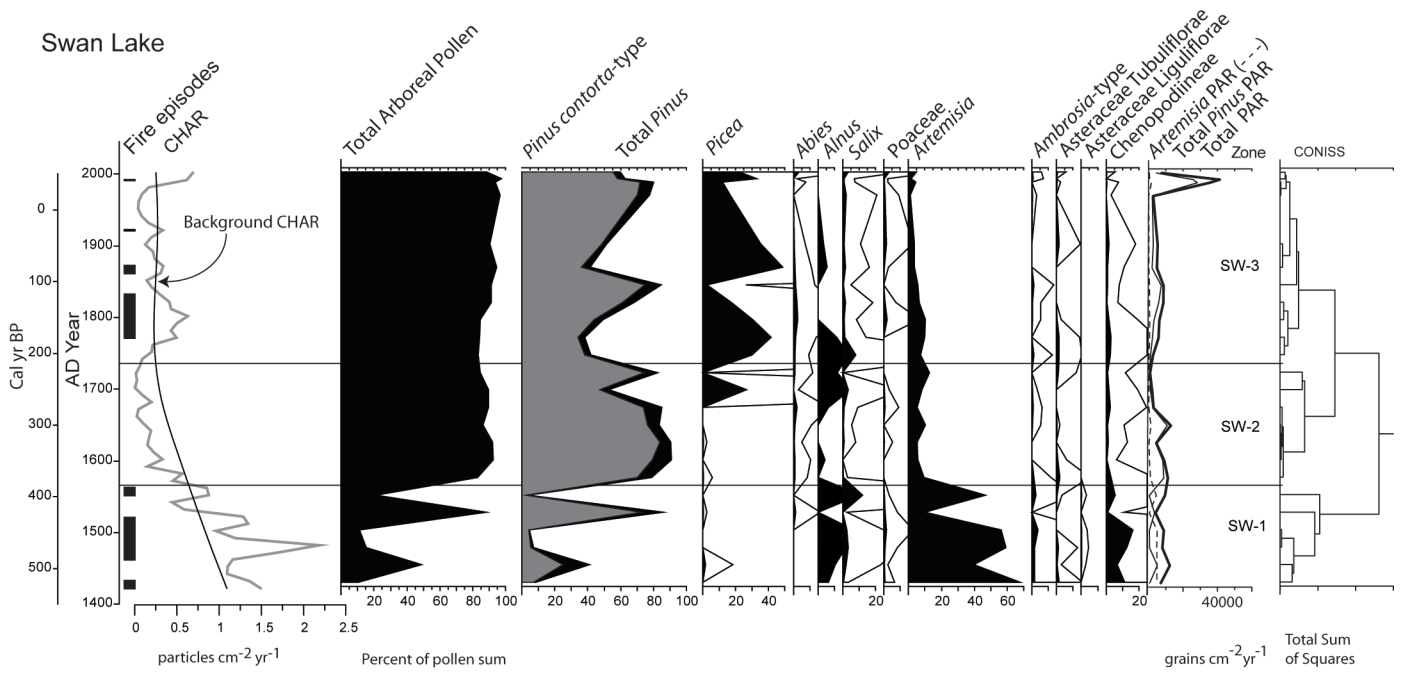 Swan Lake
Fire episodes
CHAR
Total Arboreal Pollen
Pinus contorta-type
Total Pinus
Picea
Abies
Alnus
Salix
Poaceae
Artemisia
Ambrosia-type
Asteraceae Tubuliflorae
Asteraceae Liguliflorae
Chenopodiineae
Artemisia PAR (- - -)
Total Pinus PAR
Total PAR
Zone
CONISS
Background CHAR
Cal yr BP
0
100
200
300
400
500
AD Year
2000
1900
1800
1700
1600
1500
1400
SW-3
SW-2
SW-1
0 0.5 1 1.5 2 2.5
20 40 60 80 100
20 40 60 80 100
20 40
20
20 40 60
20
40000
particles cm-2 yr-1
Percent of pollen sum
grains cm-2yr-1
Total Sum
of Squares